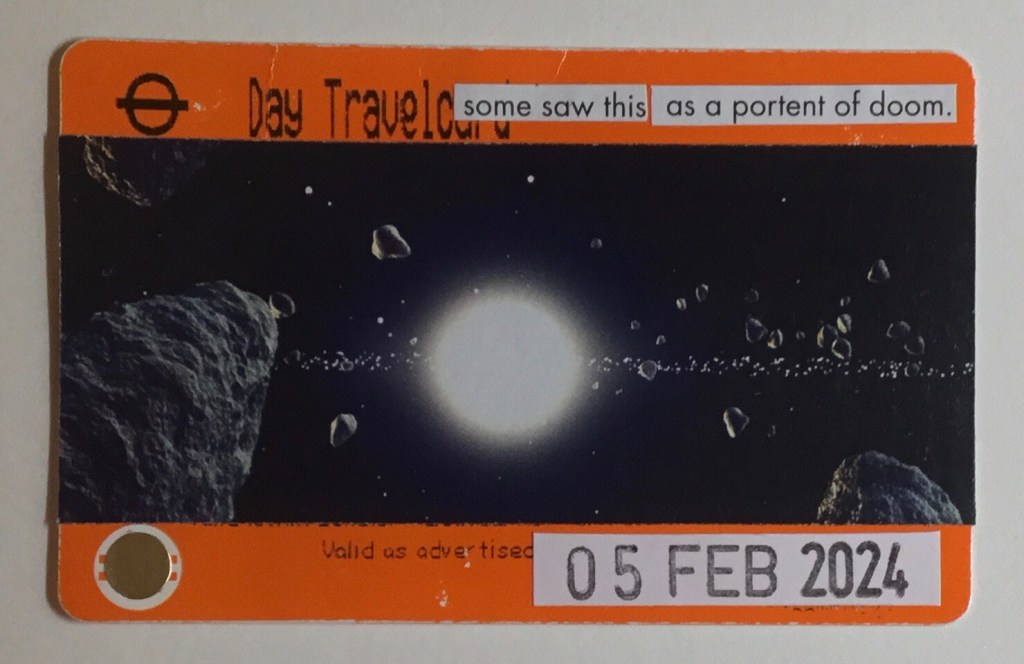 Day Travelcard
some saw this as a portent of doom.
Valid as advertised
05 FEB 2024